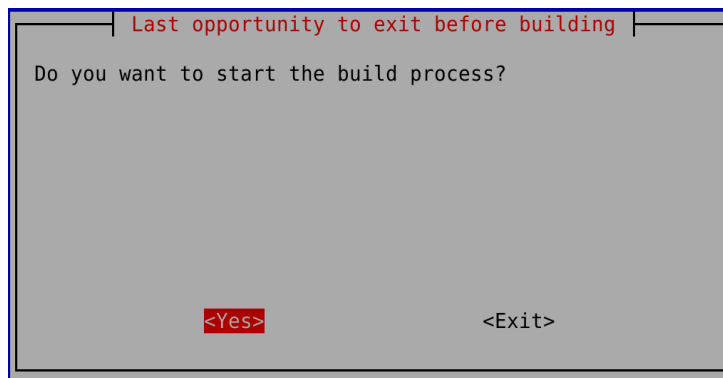 Last opportunity to exit before building
Do you want to start the build process?
<Yes> <Exit>